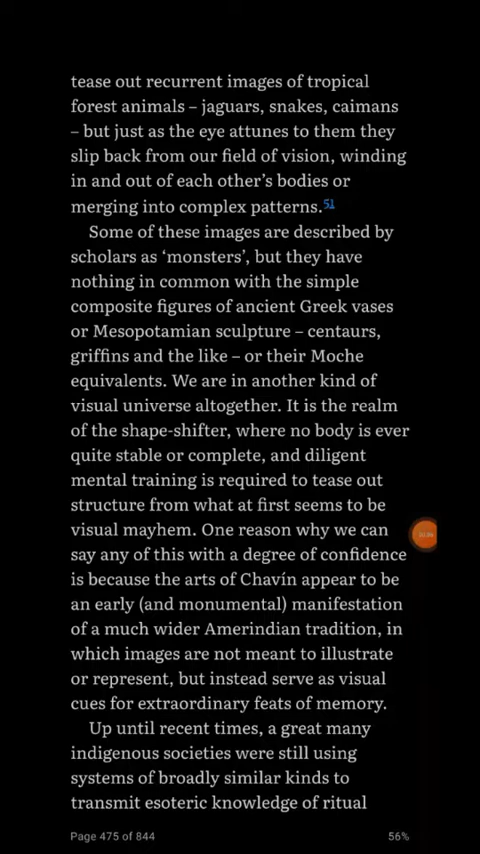 tease out recurrent images of tropical
forest animals – jaguars, snakes, caimans
– but just as the eye attunes to them they
slip back from our field of vision, winding
in and out of each other’s bodies or
merging into complex patterns.51
Some of these images are described by
scholars as ‘monsters’, but they have
nothing in common with the simple
composite figures of ancient Greek vases
or Mesopotamian sculpture – centaurs,
griffins and the like – or their Moche
equivalents. We are in another kind of
visual universe altogether. It is the realm
of the shape-shifter, where no body is ever
quite stable or complete, and diligent
mental training is required to tease out
structure from what at first seems to be
visual mayhem. One reason why we can
say any of this with a degree of confidence
is because the arts of Chavín appear to be
an early (and monumental) manifestation
of a much wider Amerindian tradition, in
which images are not meant to illustrate
or represent, but instead serve as visual
cues for extraordinary feats of memory.
Up until recent times, a great many
indigenous societies were still using
systems of broadly similar kinds to
transmit esoteric knowledge of ritual
Page 475 of 844 56%